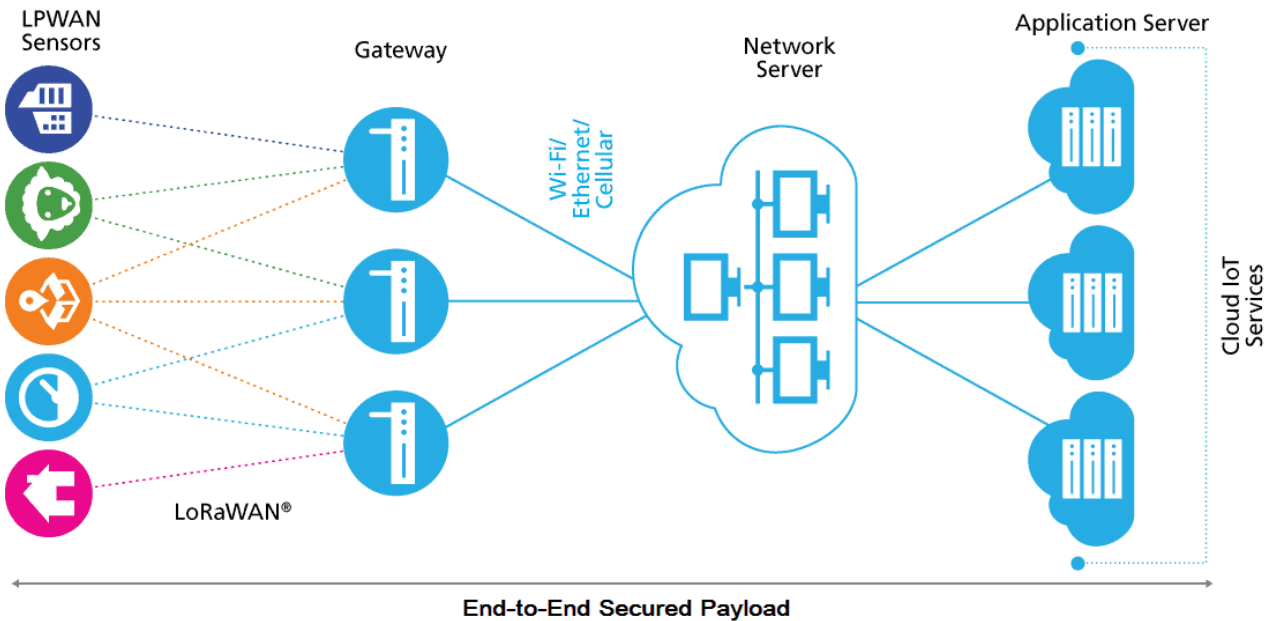 LPWAN
Sensors
Gateway
Network
Server
Application Server
Wi-Fi/
Ethernet/
Cellular
Cloud IoT
Services
LoRaWAN®
End-to-End Secured Payload